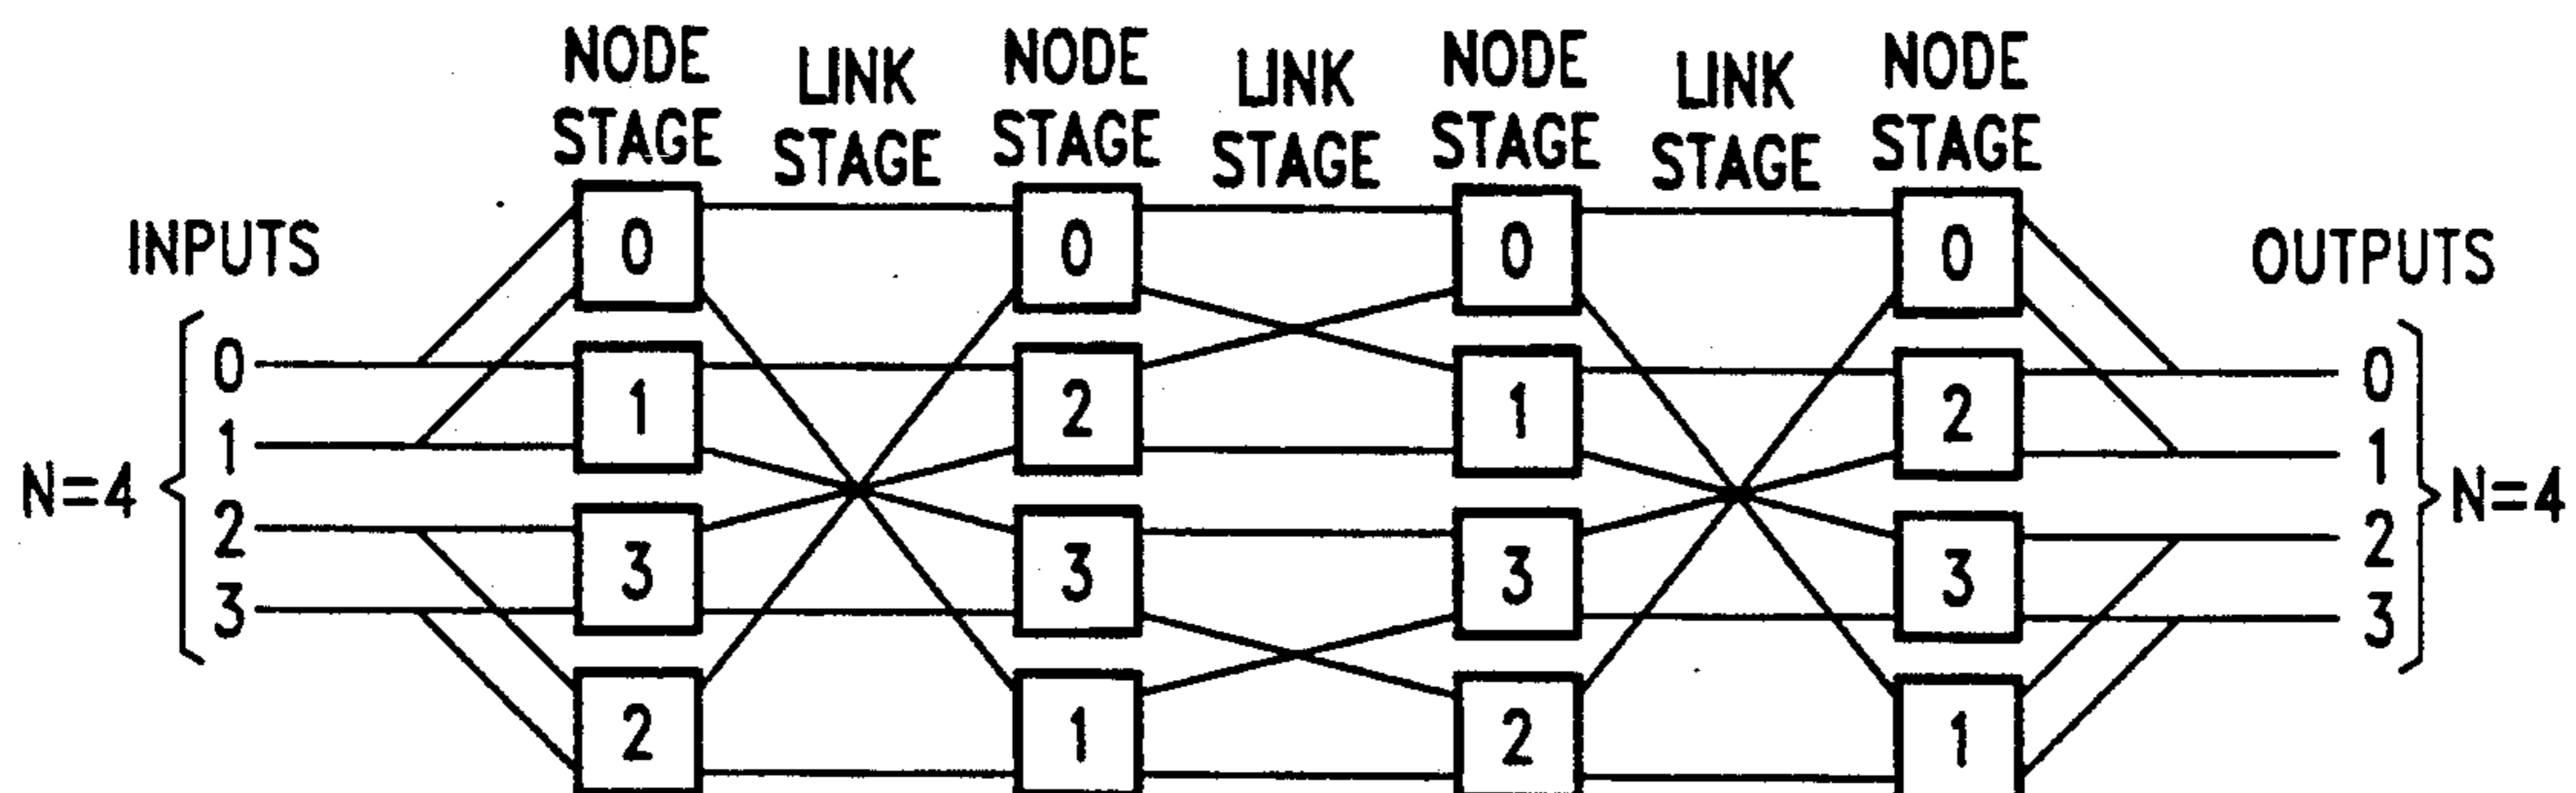 NODE STAGE
LINK STAGE
NODE STAGE
LINK STAGE
NODE STAGE
LINK STAGE
NODE STAGE
INPUTS
OUTPUTS
0 0 0 0
0 1 2 1 2 0
1 1
N=4 N=4
2 3 3 3 3 2
3 3
2 1 2 1